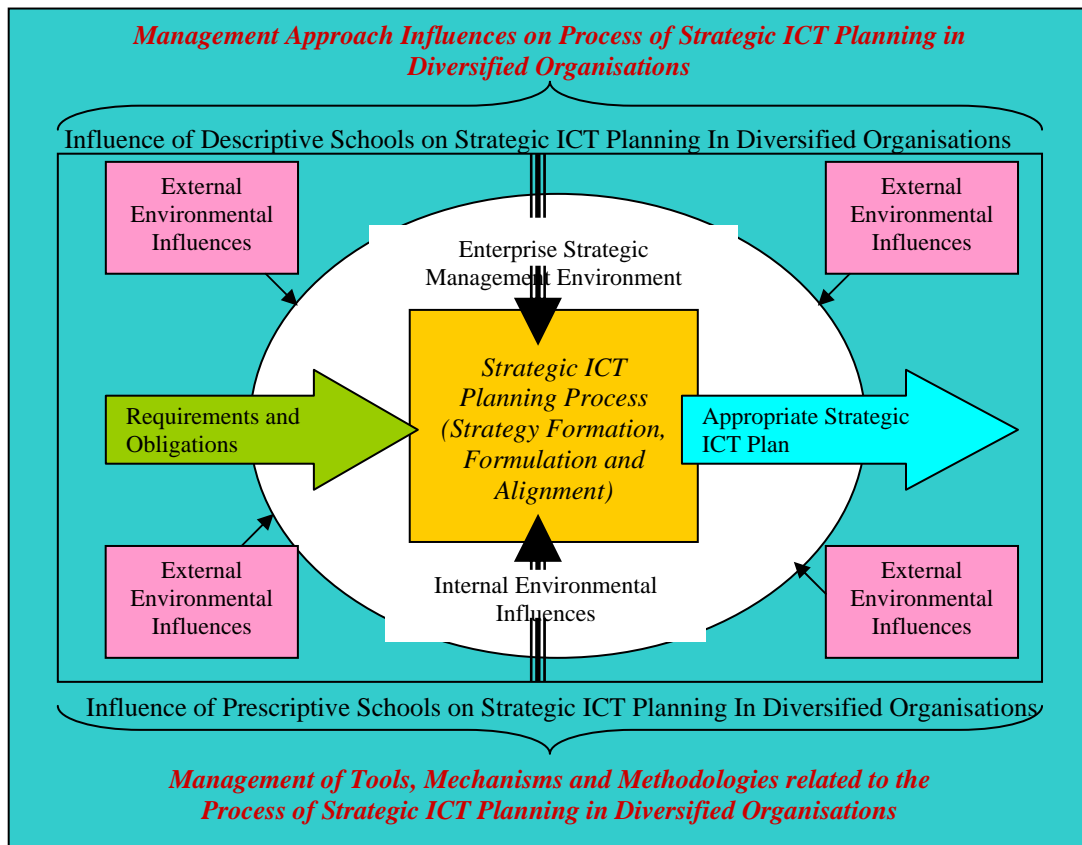 Management Approach Influences on Process of Strategic ICT Planning in
Diversified Organisations
Influence of Descriptive Schools on Strategic ICT Planning In Diversified Organisations
External
Environmental
Influences
External
Environmental
Influences
Enterprise Strategic
Management Environment
Requirements and
Obligations
Strategic ICT
Planning Process
(Strategy Formation,
Formulation and
Alignment)
Appropriate Strategic
ICT Plan
External
Environmental
Influences
Internal Environmental
Influences
External
Environmental
Influences
Influence of Prescriptive Schools on Strategic ICT Planning In Diversified Organisations
Management of Tools, Mechanisms and Methodologies related to the
Process of Strategic ICT Planning in Diversified Organisations